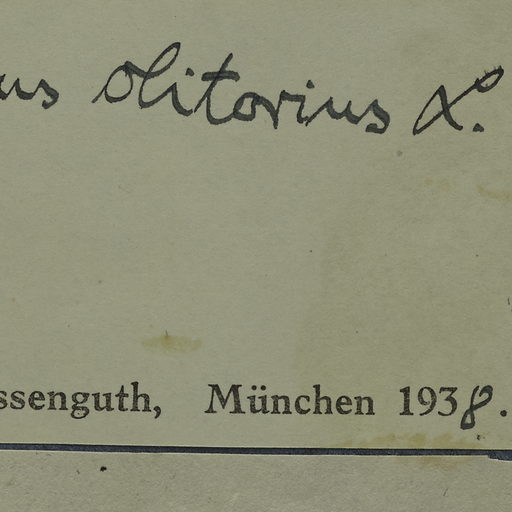 us olitorius L.
ssenguth, München 1938.